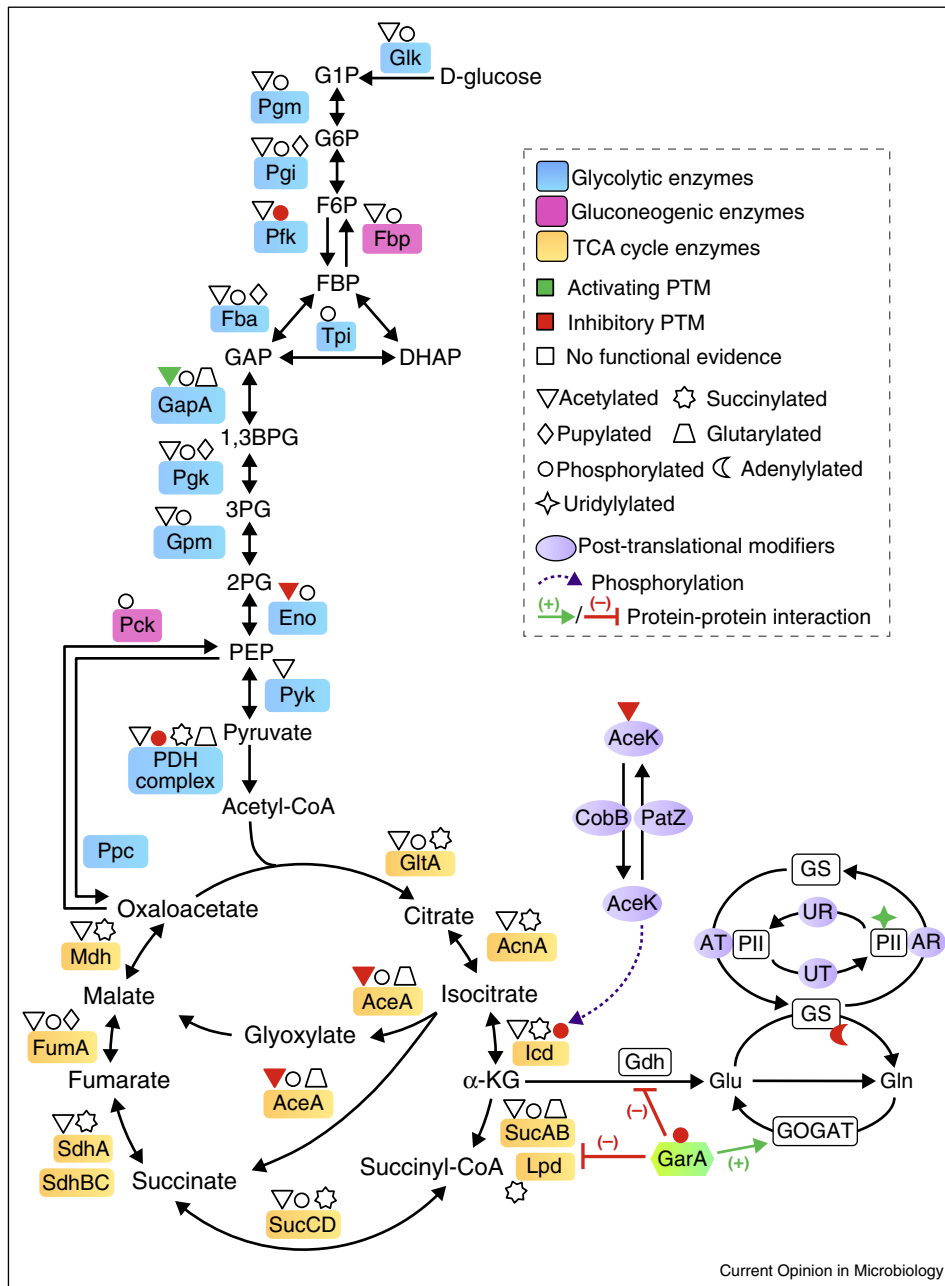 Glk
G1P
D-glucose
Pgm
G6P
Pgi
F6P
Pfk
Fbp
FBP
Fba
Tpi
GAP
DHAP
GapA
1,3BPG
Pgk
3PG
Gpm
2PG
Eno
Pck
PEP
Pyk
Pyruvate
PDH
complex
Acetyl-CoA
Ppc
GltA
Oxaloacetate
Citrate
Mdh
AcnA
Malate
AceA
Isocitrate
Glyoxylate
FumA
Icd
Fumarate
AceA
α-KG
SdhA
SucAB
SdhBC
Succinate
Succinyl-CoA
Lpd
SucCD
Glycolytic enzymes
Gluconeogenic enzymes
TCA cycle enzymes
Activating PTM
Inhibitory PTM
No functional evidence
Acetylated Succinylated
Pupylated Glutarylated
Phosphorylated Adenylylated
Uridylylated
Post-translational modifiers
Phosphorylation
(+) / (–) Protein-protein interaction
AceK
CobB PatZ
AceK
GS
UR
AT PII PII AR
UT
GS
Gdh
Glu
Gln
(–)
GOGAT
(–)
GarA
(+)
Current Opinion in Microbiology